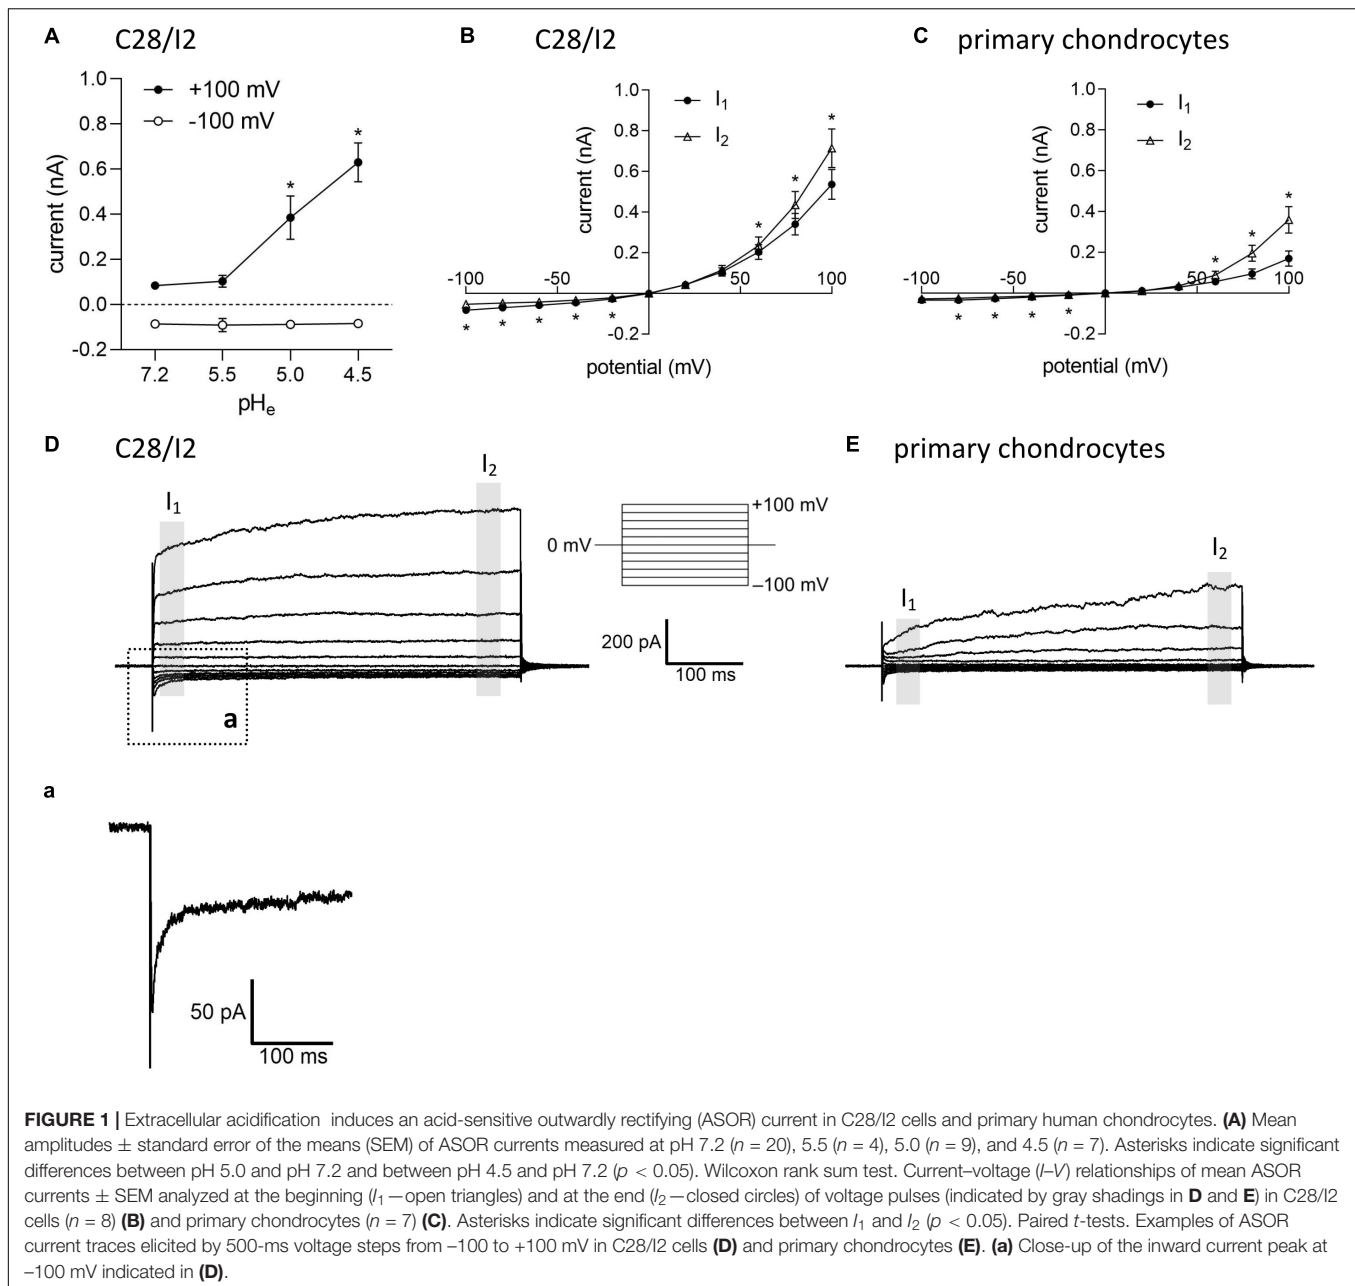 A C28/I2
+100 mV
-100 mV
1.0
0.8
0.6
0.4
0.2
0.0
-0.2
current (nA)
* *
7.2 5.5 5.0 4.5
pHe
B C28/I2
I1
I2
1.0
0.8
0.6
0.4
0.2
-0.2
current (nA)
-100 -50 50 100
* * * * * * * *
potential (mV)
C primary chondrocytes
I1
I2
1.0
0.8
0.6
0.4
0.2
-0.2
current (nA)
-100 -50 50 100
* * * * * * *
potential (mV)
D C28/I2
I1
I2
a
+100 mV
0 mV
−100 mV
200 pA
100 ms
E primary chondrocytes
I1
I2
a
50 pA
100 ms
FIGURE 1 | Extracellular acidification induces an acid-sensitive outwardly rectifying (ASOR) current in C28/I2 cells and primary human chondrocytes. (A) Mean
amplitudes ± standard error of the means (SEM) of ASOR currents measured at pH 7.2 (n = 20), 5.5 (n = 4), 5.0 (n = 9), and 4.5 (n = 7). Asterisks indicate significant
differences between pH 5.0 and pH 7.2 and between pH 4.5 and pH 7.2 (p < 0.05). Wilcoxon rank sum test. Current–voltage (I–V) relationships of mean ASOR
currents ± SEM analyzed at the beginning (I1—open triangles) and at the end (I2—closed circles) of voltage pulses (indicated by gray shadings in D and E) in C28/I2
cells (n = 8) (B) and primary chondrocytes (n = 7) (C). Asterisks indicate significant differences between I1 and I2 (p < 0.05). Paired t-tests. Examples of ASOR
current traces elicited by 500-ms voltage steps from –100 to +100 mV in C28/I2 cells (D) and primary chondrocytes (E). (a) Close-up of the inward current peak at
–100 mV indicated in (D).